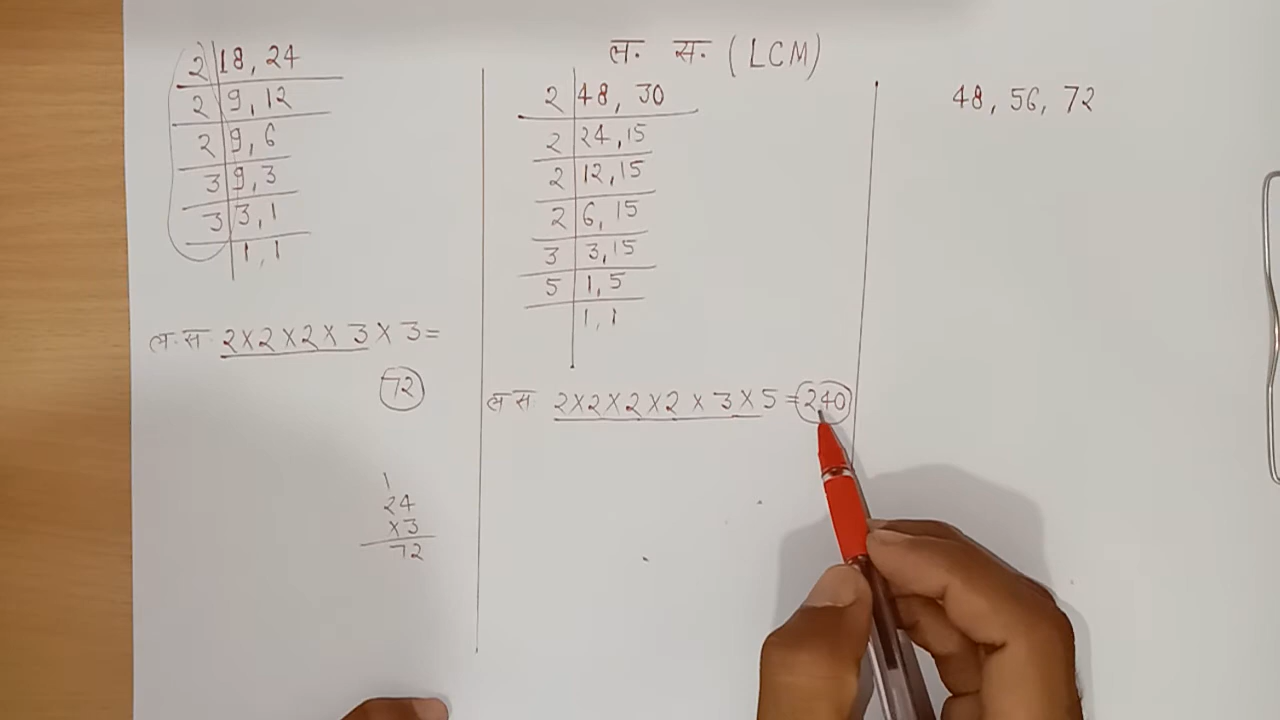 ल. स. (LCM)
2 | 18, 24
2 | 9, 12
2 | 9, 6
3 | 9, 3
3 | 3, 1
1, 1
ल.स. 2×2×2×3×3=
72
1
24
×3
72
2 | 48, 30
2 | 24, 15
2 | 12, 15
2 | 6, 15
3 | 3, 15
5 | 1, 5
1, 1
ल स 2×2×2×2×3×5=240
48, 56, 72